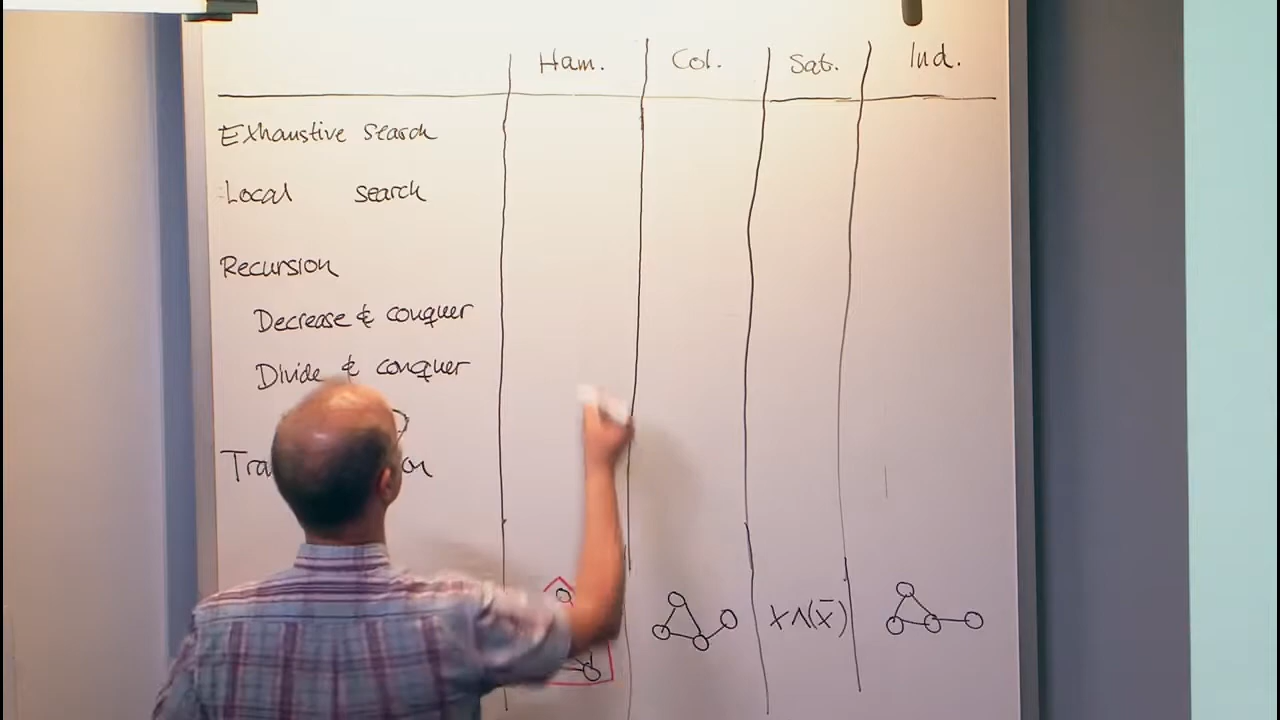 Ham. Col. Sat. Ind.
Exhaustive search
Local search
Recursion
Decrease & conquer
Divide & conquer
X ∧ (x̄)